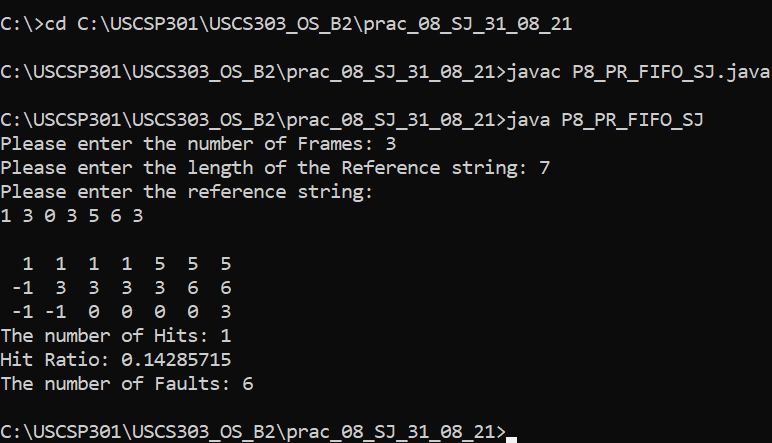 C:\>cd C:\USCSP301\USCS303_OS_B2\prac_08_SJ_31_08_21
C:\USCSP301\USCS303_OS_B2\prac_08_SJ_31_08_21>javac P8_PR_FIFO_SJ.java
C:\USCSP301\USCS303_OS_B2\prac_08_SJ_31_08_21>java P8_PR_FIFO_SJ
Please enter the number of Frames: 3
Please enter the length of the Reference string: 7
Please enter the reference string:
1 3 0 3 5 6 3
1 1 1 1 5 5 5
-1 3 3 3 3 6 6
-1 -1 0 0 0 0 3
The number of Hits: 1
Hit Ratio: 0.14285715
The number of Faults: 6
C:\USCSP301\USCS303_OS_B2\prac_08_SJ_31_08_21>